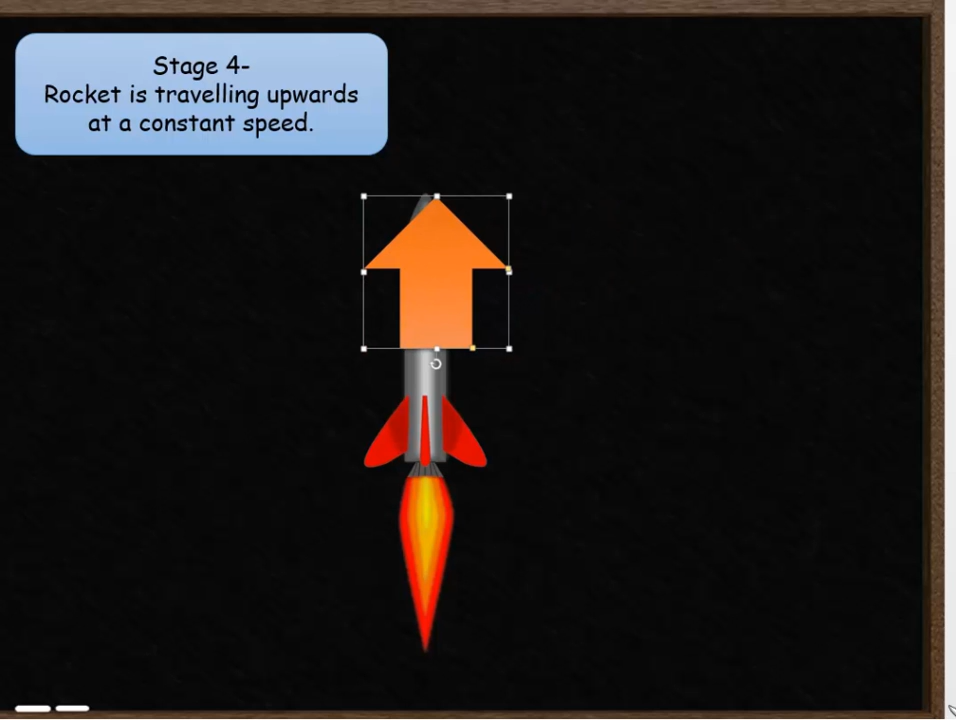 Stage 4-
Rocket is travelling upwards
at a constant speed.